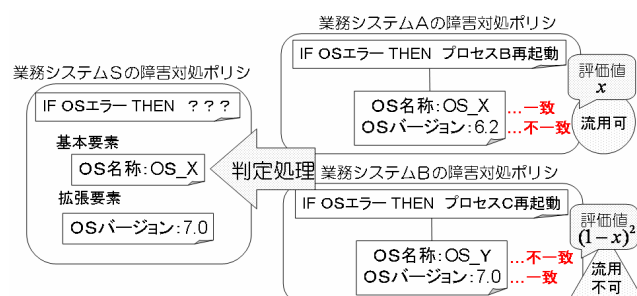 業務システムSの障害対処ポリシ
IF OSエラー THEN ???
基本要素
OS名称:OS_X
拡張要素
OSバージョン:7.0
判定処理
業務システムAの障害対処ポリシ
IF OSエラー THEN プロセスB再起動
OS名称:OS_X …一致
OSバージョン:6.2 …不一致
評価値
x
流用可
業務システムBの障害対処ポリシ
IF OSエラー THEN プロセスC再起動
OS名称:OS_Y …不一致
OSバージョン:7.0 …一致
評価値
(1-x)²
流用
不可